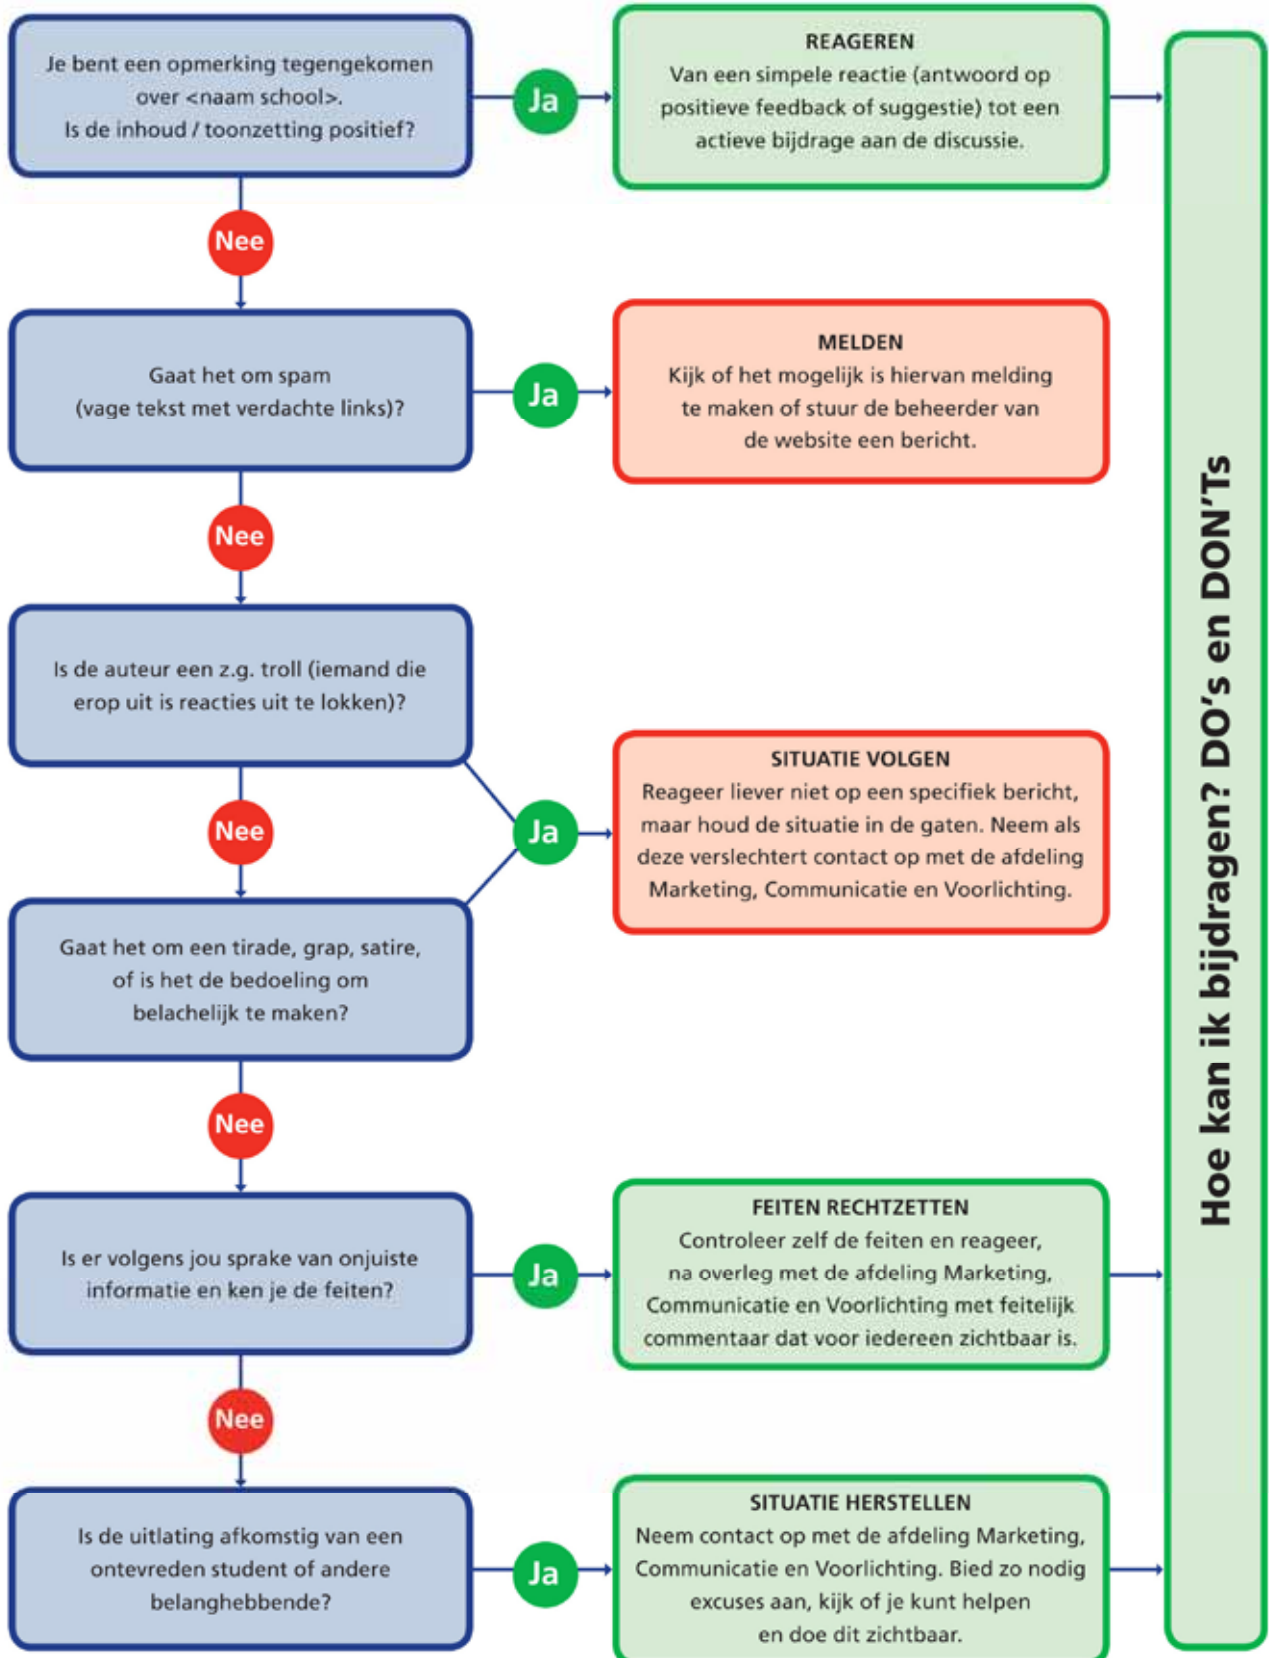 Je bent een opmerking tegengekomen
over <naam school>.
Is de inhoud / toonzetting positief?
Ja
REAGEREN
Van een simpele reactie (antwoord op
positieve feedback of suggestie) tot een
actieve bijdrage aan de discussie.
Nee
Gaat het om spam
(vage tekst met verdachte links)?
Ja
MELDEN
Kijk of het mogelijk is hiervan melding
te maken of stuur de beheerder van
de website een bericht.
Nee
Is de auteur een z.g. troll (iemand die
erop uit is reacties uit te lokken)?
Nee
Ja
SITUATIE VOLGEN
Reageer liever niet op een specifiek bericht,
maar houd de situatie in de gaten. Neem als
deze verslechtert contact op met de afdeling
Marketing, Communicatie en Voorlichting.
Gaat het om een tirade, grap, satire,
of is het de bedoeling om
belachelijk te maken?
Nee
Is er volgens jou sprake van onjuiste
informatie en ken je de feiten?
Ja
FEITEN RECHTZETTEN
Controleer zelf de feiten en reageer,
na overleg met de afdeling Marketing,
Communicatie en Voorlichting met feitelijk
commentaar dat voor iedereen zichtbaar is.
Nee
Is de uitlating afkomstig van een
ontevreden student of andere
belanghebbende?
Ja
SITUATIE HERSTELLEN
Neem contact op met de afdeling Marketing,
Communicatie en Voorlichting. Bied zo nodig
excuses aan, kijk of je kunt helpen
en doe dit zichtbaar.
Hoe kan ik bijdragen? DO's en DON'Ts